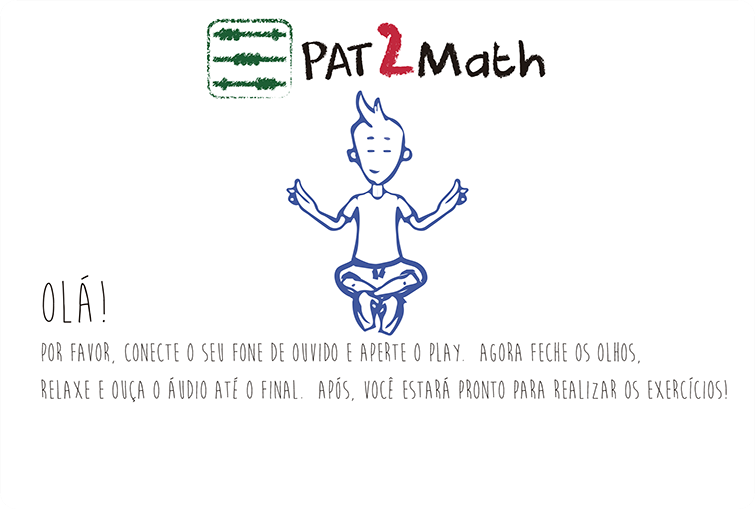 PAT2Math
OLÁ!
POR FAVOR, CONECTE O SEU FONE DE OUVIDO E APERTE O PLAY. AGORA FECHE OS OLHOS,
RELAXE E OUÇA O ÁUDIO ATÉ O FINAL. APÓS, VOCÊ ESTARÁ PRONTO PARA REALIZAR OS EXERCÍCIOS!